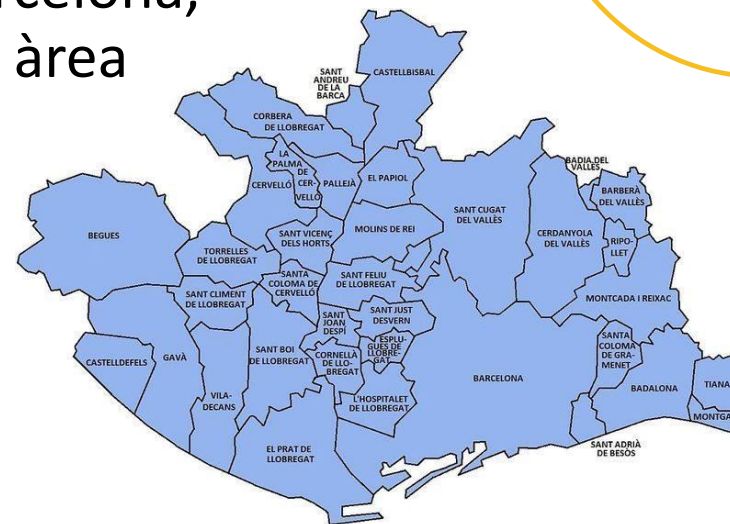 àrea
SANT
ANDREU
DE LA
BARCA
CASTELLBISBAL
CORBERA
DE LLOBREGAT
LA
PALMA
DE
CER-
VELLÓ
CERVELLÓ
PALLEJÀ
EL PAPIOL
BADIA DEL
VALLES
BARBERÀ
DEL VALLÈS
SANT CUGAT
DEL VALLÈS
CERDANYOLA
DEL VALLÈS
RIPO-
LLET
BEGUES
SANT VICENÇ
DELS HORTS
MOLINS DE REI
TORRELLES
DE LLOBREGAT
SANTA
COLOMA DE
CERVELLÓ
SANT FELIU
DE LLOBREGAT
SANT CLIMENT
DE LLOBREGAT
MONTCADA I REIXAC
SANT
JOAN
DESPÍ
SANT JUST
DESVERN
ESPLU-
GUES DE
LLOBRE-
GAT
SANTA
COLOMA
DE GRA-
MENET
CASTELLDEFELS
GAVÀ
SANT BOI
DE LLOBREGAT
CORNELLÀ
DE LLO-
BREGAT
BARCELONA
BADALONA
TIANA
VILA-
DECANS
L'HOSPITALET
DE LLOBREGAT
EL PRAT DE
LLOBREGAT
SANT ADRIÀ
DE BESÒS